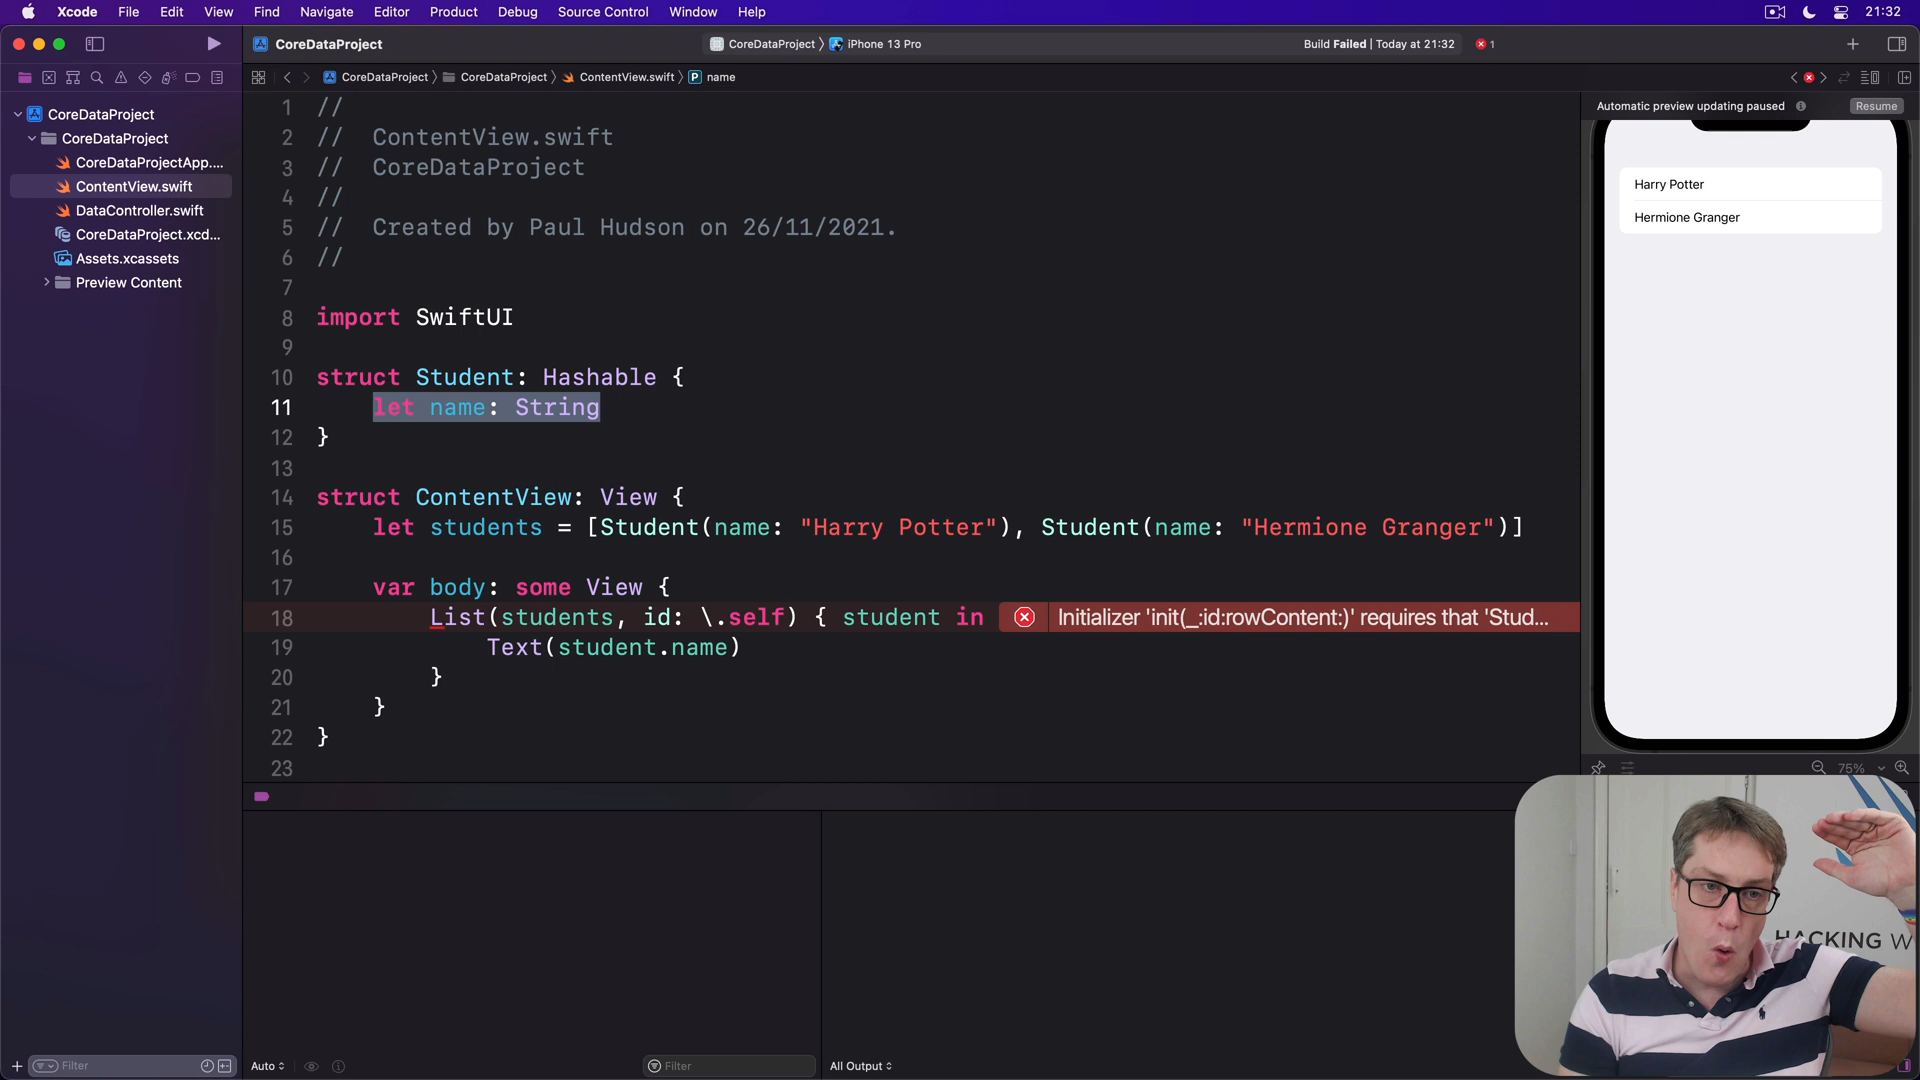 Xcode File Edit View Find Navigate Editor Product Debug Source Control Window Help 21:32
CoreDataProject
CoreDataProject iPhone 13 Pro
Build Failed | Today at 21:32
1
CoreDataProject CoreDataProject ContentView.swift P name
CoreDataProject
CoreDataProject
CoreDataProjectApp....
ContentView.swift
DataController.swift
CoreDataProject.xcd...
Assets.xcassets
Preview Content
Automatic preview updating paused Resume
1 //
2 //  ContentView.swift
3 //  CoreDataProject
4 //
5 //  Created by Paul Hudson on 26/11/2021.
6 //
7
8 import SwiftUI
9
10 struct Student: Hashable {
11     let name: String
12 }
13
14 struct ContentView: View {
15     let students = [Student(name: "Harry Potter"), Student(name: "Hermione Granger")]
16
17     var body: some View {
18         List(students, id: \.self) { student in
Initializer 'init(_:id:rowContent:)' requires that 'Stud...
19             Text(student.name)
20         }
21     }
22 }
23
Harry Potter
Hermione Granger
75%
HACKING W
Filter
Auto
Filter
All Output